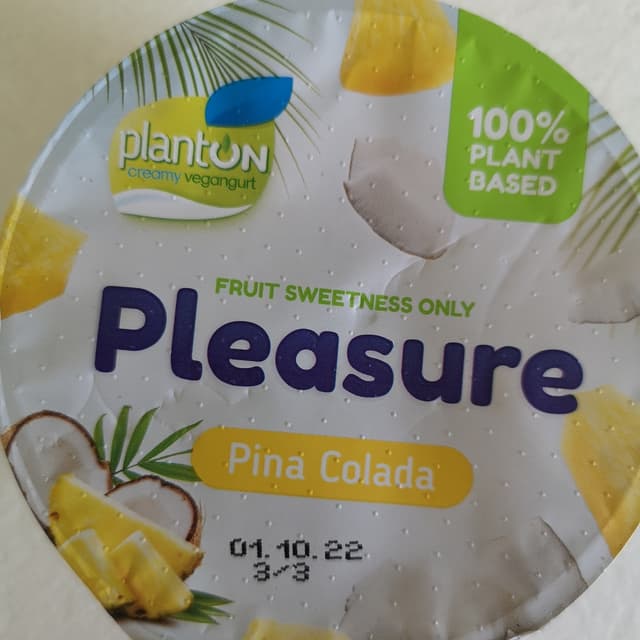 plantON
creamy vegangurt
100%
PLANT
BASED
FRUIT SWEETNESS ONLY
Pleasure
Pina Colada
01.10.22
3/3